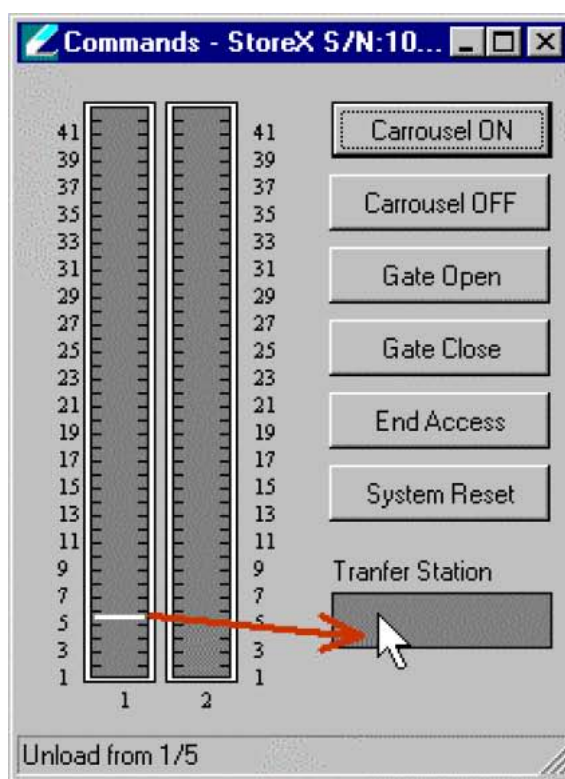 Commands - StoreX S/N:10...
41 41 Carrousel ON
39 39
37 37
35 35 Carrousel OFF
33 33
31 31 Gate Open
29 29
27 27
25 25 Gate Close
23 23
21 21
19 19 End Access
17 17
15 15 System Reset
13 13
11 11
9 9 Tranfer Station
7 7
5 5
3 3
1 1
1 2
Unload from 1/5